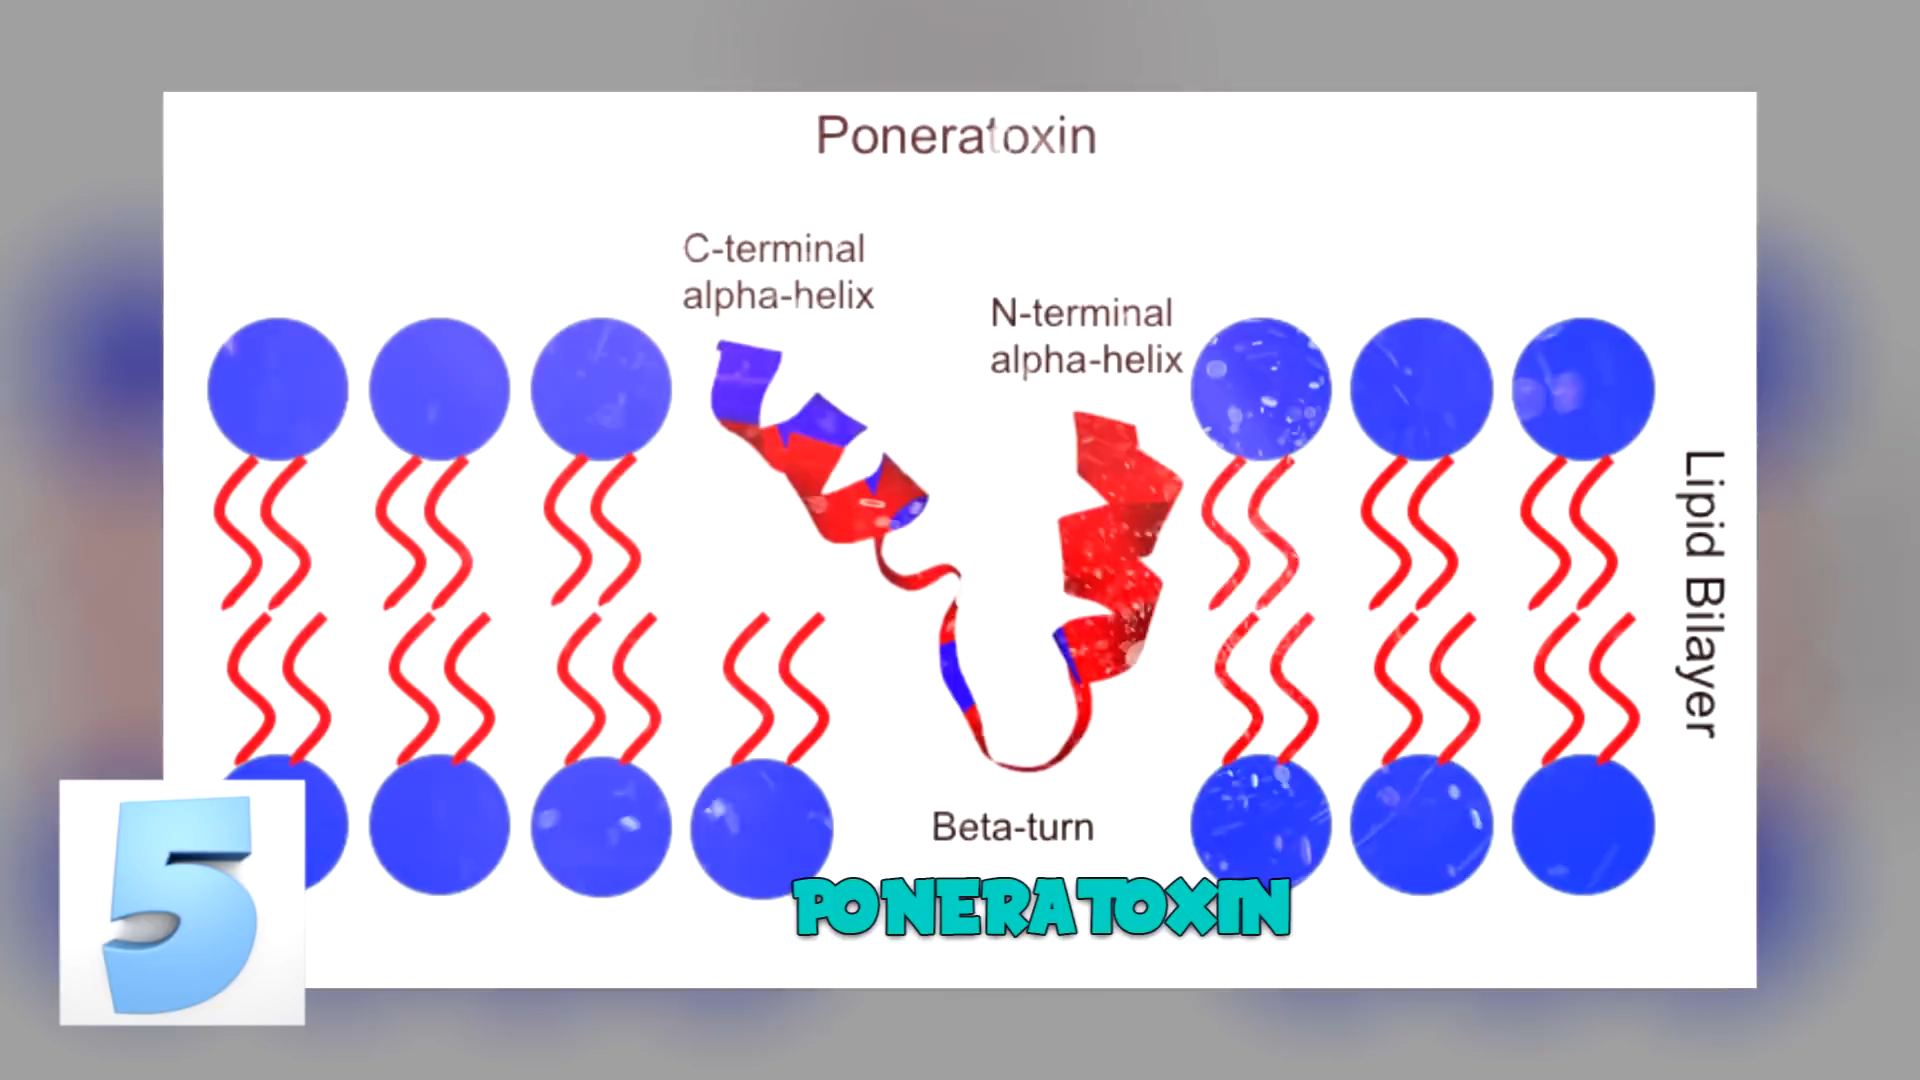 Poneratoxin
C-terminal
alpha-helix
N-terminal
alpha-helix
Lipid Bilayer
Beta-turn
PONERATOXIN
5